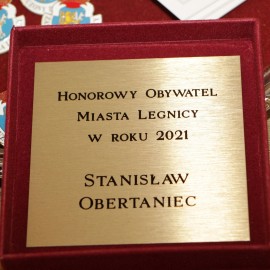 Honorowy Obywatel
Miasta Legnicy
w roku 2021
Stanisław
Obertaniec